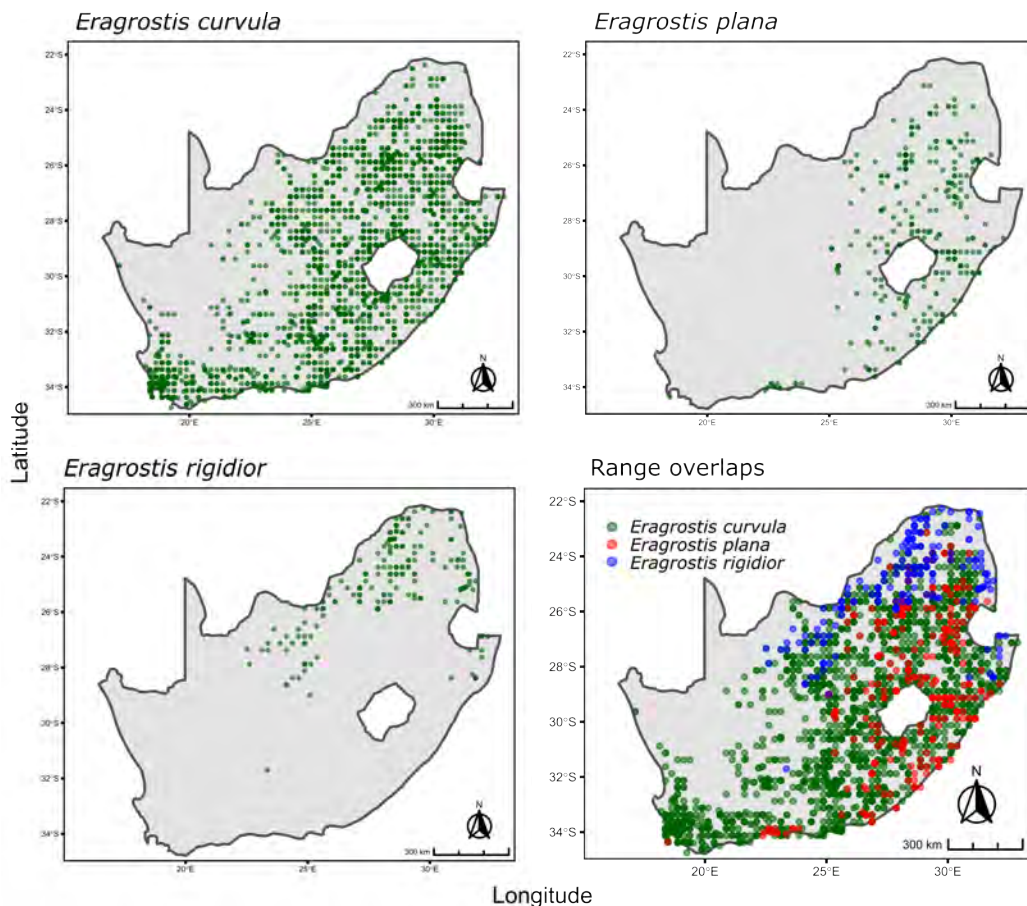 Eragrostis curvula
Eragrostis plana
22°S
24°S
26°S
28°S
30°S
32°S
34°S
N
300 km
20°E
25°E
30°E
22°S
24°S
26°S
28°S
30°S
32°S
34°S
N
300 km
20°E
25°E
30°E
Latitude
Eragrostis rigidior
Range overlaps
22°S
24°S
26°S
28°S
30°S
32°S
34°S
N
300 km
20°E
25°E
30°E
22°S
24°S
26°S
28°S
30°S
32°S
34°S
Eragrostis curvula
Eragrostis plana
Eragrostis rigidior
N
300 km
20°E
25°E
30°E
Longitude